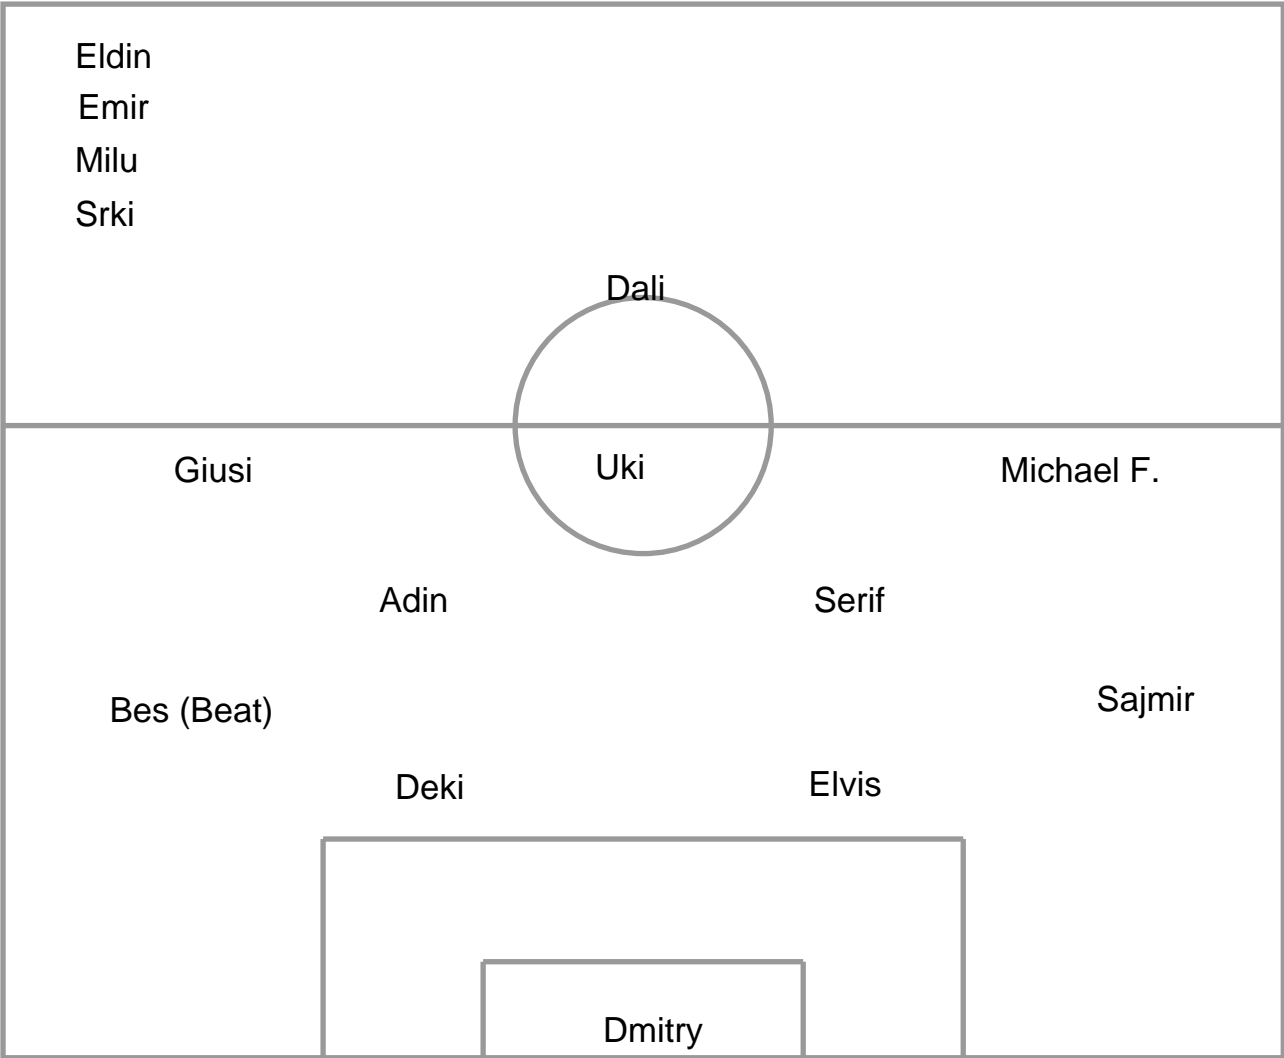 Eldin
Emir
Milu
Srki
Dali
Giusi Uki Michael F.
Adin Serif
Bes (Beat) Sajmir
Deki Elvis
Dmitry